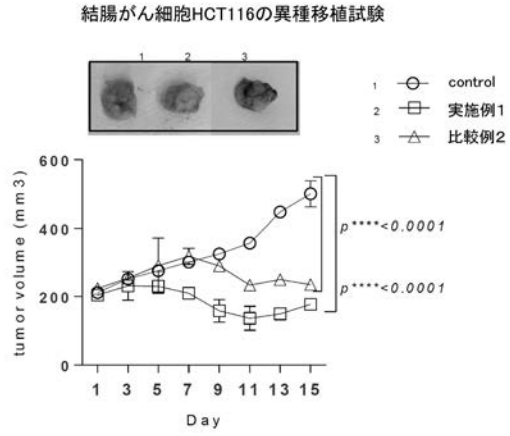 結腸がん細胞HCT116の異種移植試験
1 2 3
1 control
2 実施例1
3 比較例2
tumor volume (mm3)
600
400
200
0
p****<0.0001
p****<0.0001
1 3 5 7 9 11 13 15
Day